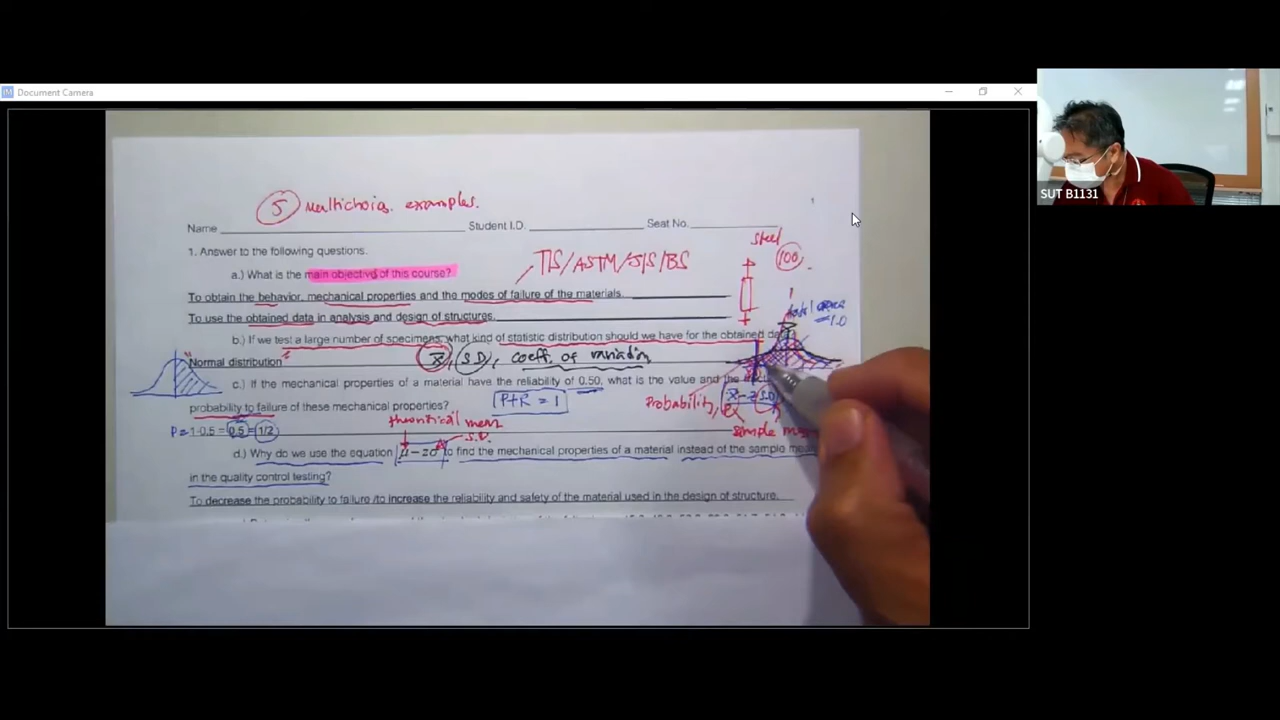 Document Camera
SUT B1131
5 Multichoice examples.
1
Name Student I.D. Seat No.
steel
100
1. Answer to the following questions.
TIS/ASTM/JIS/BS
a.) What is the main objective of this course?
To obtain the behavior, mechanical properties and the modes of failure of the materials.
= 1.0
To use the obtained data in analysis and design of structures.
b.) If we test a large number of specimens, what kind of statistic distribution should we have for the obtained
"Normal distribution" x̄, S.D., coeff. of variation
c.) If the mechanical properties of a material have the reliability of 0.50, what is the value and the
probability to failure of these mechanical properties? P+R = 1 Probability, P x̄ - z SD
theoretical mean
P = 1-0.5 = 0.5 = 1/2 S.D. sample
d.) Why do we use the equation μ - zσ to find the mechanical properties of a material instead of the sample
in the quality control testing?
To decrease the probability to failure /to increase the reliability and safety of the material used in the design of structure.